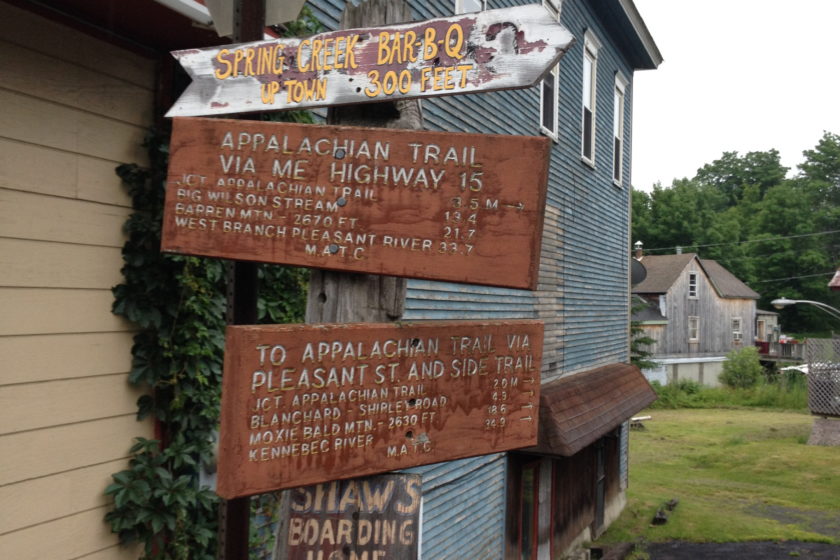 SPRING CREEK BAR-B-Q
UP TOWN 300 FEET
APPALACHIAN TRAIL
VIA ME HIGHWAY 15
JCT. APPALACHIAN TRAIL 3.5 M →
BIG WILSON STREAM 13.4
BARREN MTN.- 2670 FT. 21.7
WEST BRANCH PLEASANT RIVER 33.7
M.A.T.C.
TO APPALACHIAN TRAIL VIA
PLEASANT ST. AND SIDE TRAIL
JCT. APPALACHIAN TRAIL 2.0 M ↑
BLANCHARD - SHIRLEY ROAD 4.9 ↑
MOXIE BALD MTN.- 2630 FT. 18.6 ↑
KENNEBEC RIVER 34.9 ↑
M.A.T.C.
SHAW'S
BOARDING
HOME